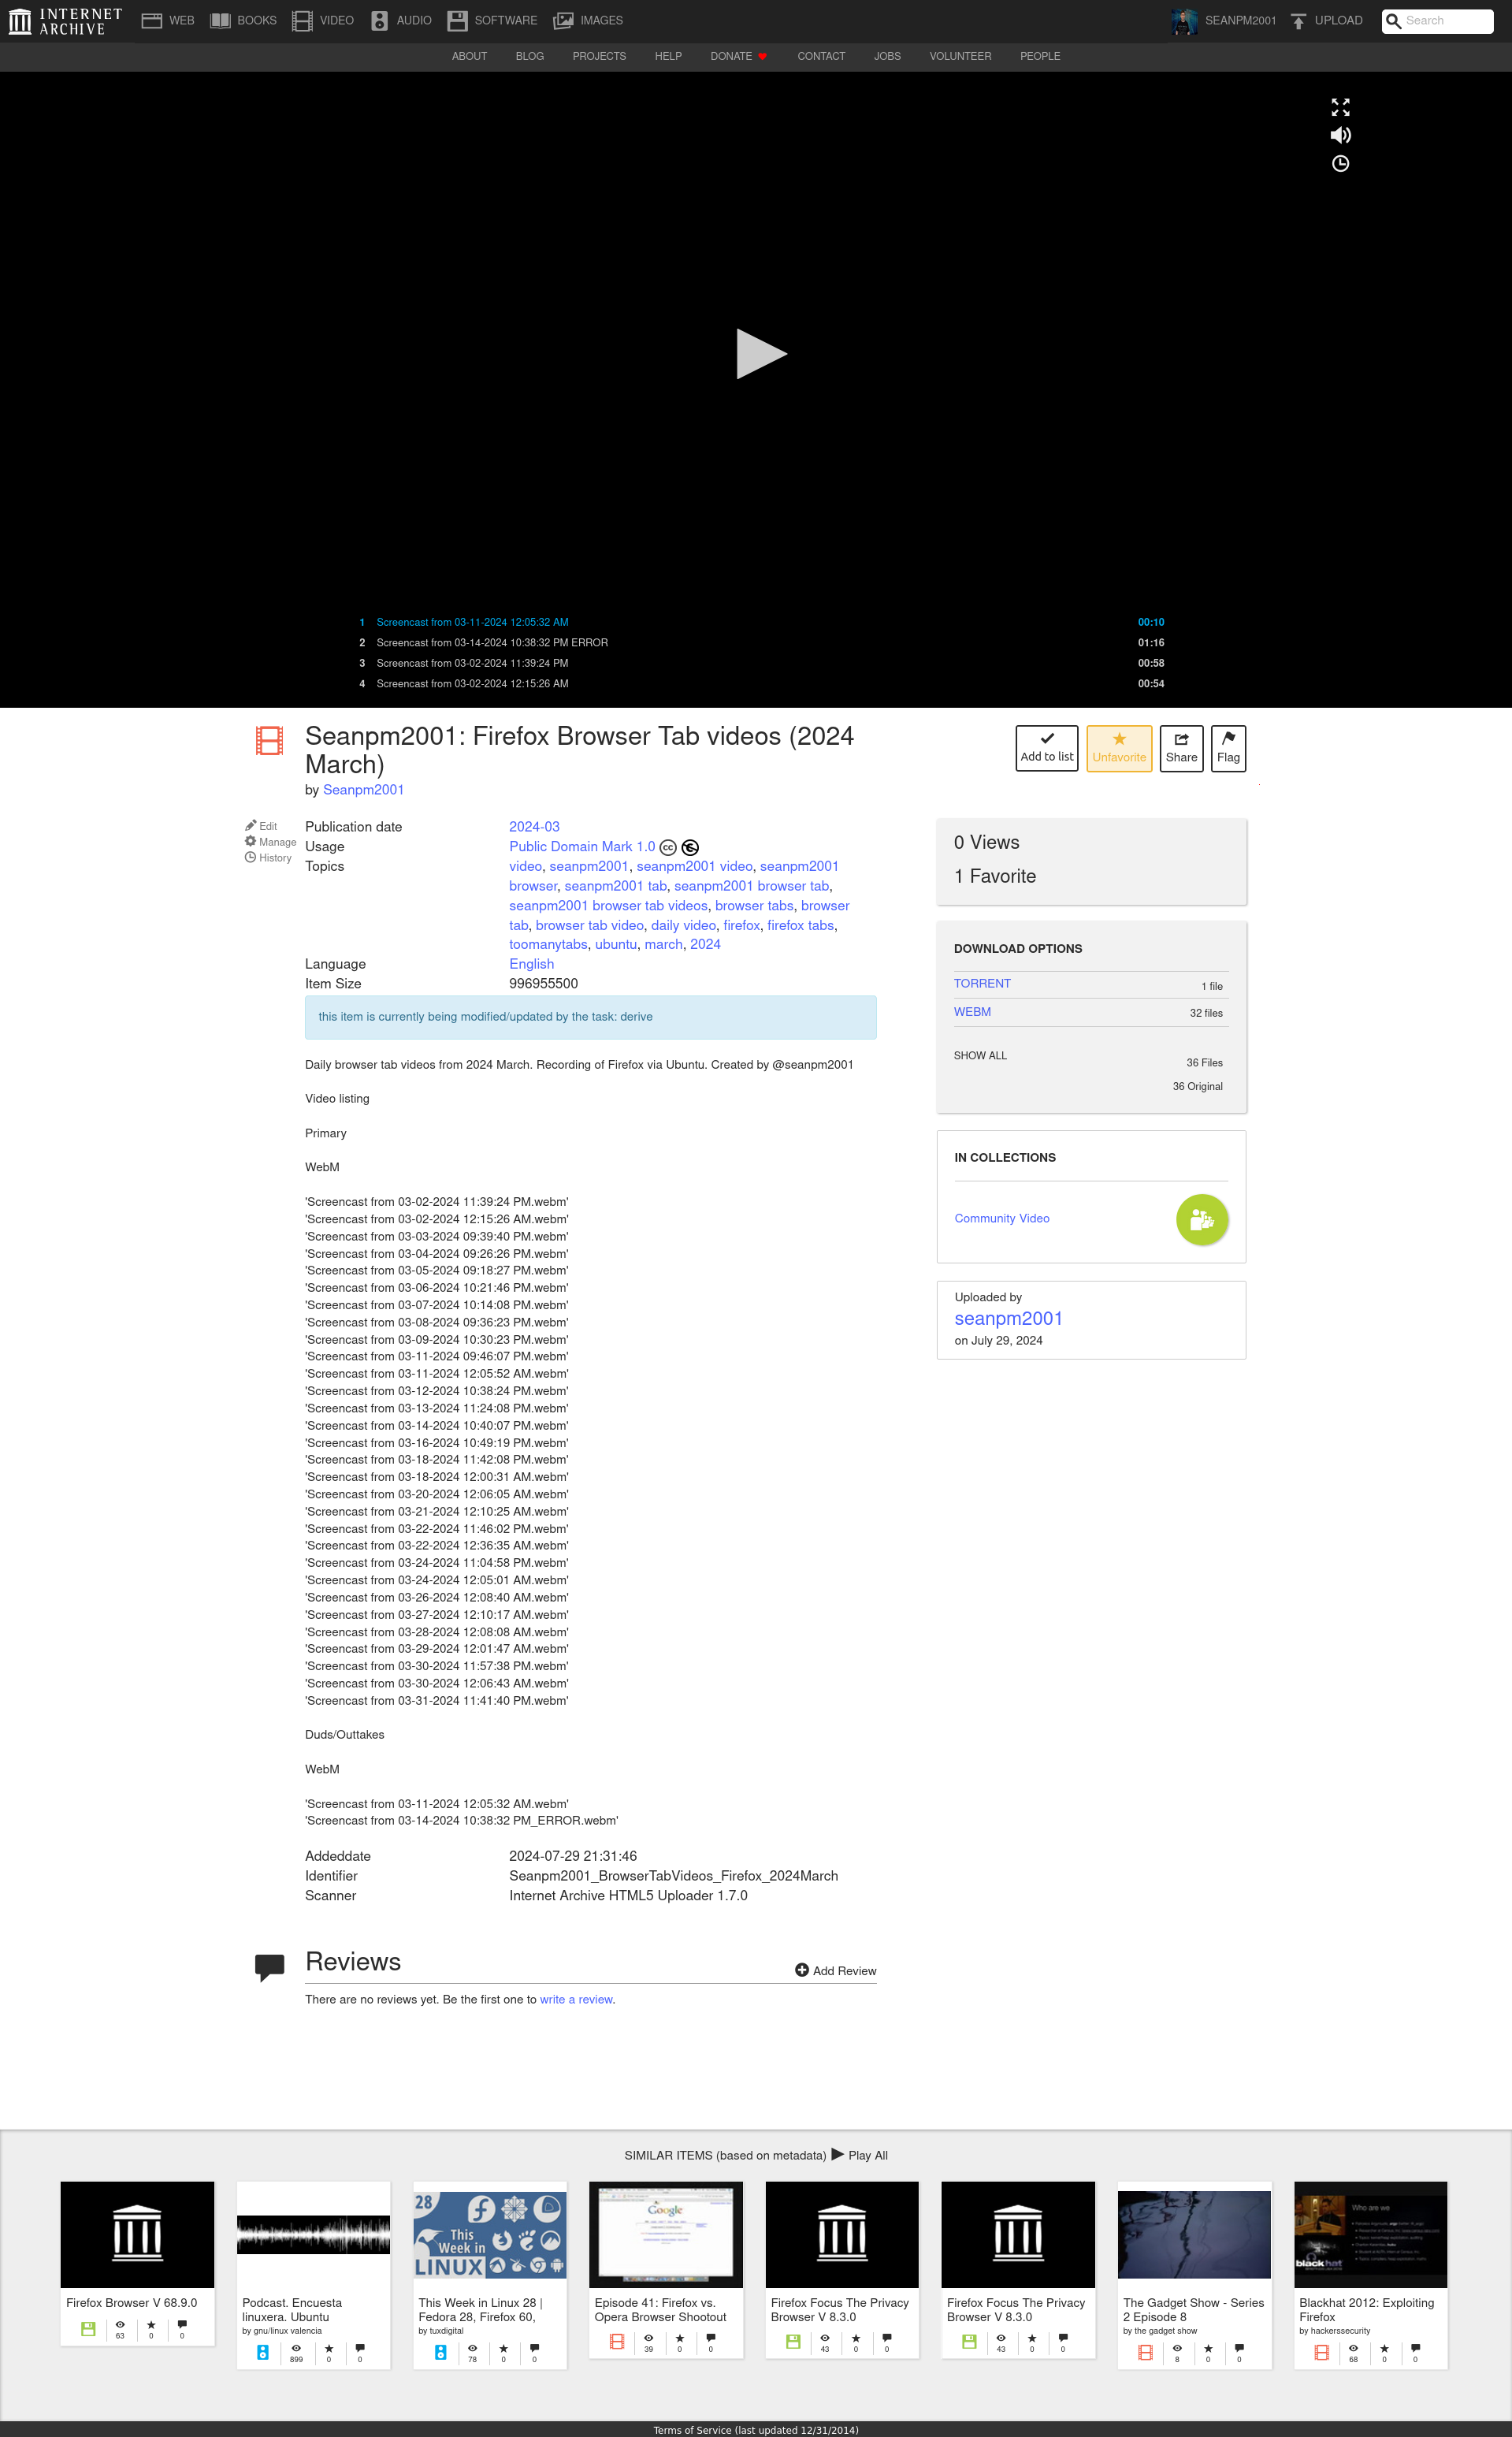 INTERNET ARCHIVE
WEB BOOKS VIDEO AUDIO SOFTWARE IMAGES SEANPM2001 UPLOAD Search
ABOUT BLOG PROJECTS HELP DONATE CONTACT JOBS VOLUNTEER PEOPLE
1 Screencast from 03-11-2024 12:05:32 AM 00:10
2 Screencast from 03-14-2024 10:38:32 PM ERROR 01:16
3 Screencast from 03-02-2024 11:39:24 PM 00:58
4 Screencast from 03-02-2024 12:15:26 AM 00:54
Seanpm2001: Firefox Browser Tab videos (2024
March)
by Seanpm2001
Add to list Unfavorite Share Flag
Edit
Manage
History
Publication date 2024-03
Usage Public Domain Mark 1.0
Topics video, seanpm2001, seanpm2001 video, seanpm2001
browser, seanpm2001 tab, seanpm2001 browser tab,
seanpm2001 browser tab videos, browser tabs, browser
tab, browser tab video, daily video, firefox, firefox tabs,
toomanytabs, ubuntu, march, 2024
Language English
Item Size 996955500
this item is currently being modified/updated by the task: derive
Daily browser tab videos from 2024 March. Recording of Firefox via Ubuntu. Created by @seanpm2001
Video listing
Primary
WebM
'Screencast from 03-02-2024 11:39:24 PM.webm'
'Screencast from 03-02-2024 12:15:26 AM.webm'
'Screencast from 03-03-2024 09:39:40 PM.webm'
'Screencast from 03-04-2024 09:26:26 PM.webm'
'Screencast from 03-05-2024 09:18:27 PM.webm'
'Screencast from 03-06-2024 10:21:46 PM.webm'
'Screencast from 03-07-2024 10:14:08 PM.webm'
'Screencast from 03-08-2024 09:36:23 PM.webm'
'Screencast from 03-09-2024 10:30:23 PM.webm'
'Screencast from 03-11-2024 09:46:07 PM.webm'
'Screencast from 03-11-2024 12:05:52 AM.webm'
'Screencast from 03-12-2024 10:38:24 PM.webm'
'Screencast from 03-13-2024 11:24:08 PM.webm'
'Screencast from 03-14-2024 10:40:07 PM.webm'
'Screencast from 03-16-2024 10:49:19 PM.webm'
'Screencast from 03-18-2024 11:42:08 PM.webm'
'Screencast from 03-18-2024 12:00:31 AM.webm'
'Screencast from 03-20-2024 12:06:05 AM.webm'
'Screencast from 03-21-2024 12:10:25 AM.webm'
'Screencast from 03-22-2024 11:46:02 PM.webm'
'Screencast from 03-22-2024 12:36:35 AM.webm'
'Screencast from 03-24-2024 11:04:58 PM.webm'
'Screencast from 03-24-2024 12:05:01 AM.webm'
'Screencast from 03-26-2024 12:08:40 AM.webm'
'Screencast from 03-27-2024 12:10:17 AM.webm'
'Screencast from 03-28-2024 12:08:08 AM.webm'
'Screencast from 03-29-2024 12:01:47 AM.webm'
'Screencast from 03-30-2024 11:57:38 PM.webm'
'Screencast from 03-30-2024 12:06:43 AM.webm'
'Screencast from 03-31-2024 11:41:40 PM.webm'
Duds/Outtakes
WebM
'Screencast from 03-11-2024 12:05:32 AM.webm'
'Screencast from 03-14-2024 10:38:32 PM_ERROR.webm'
Addeddate 2024-07-29 21:31:46
Identifier Seanpm2001_BrowserTabVideos_Firefox_2024March
Scanner Internet Archive HTML5 Uploader 1.7.0
0 Views
1 Favorite
DOWNLOAD OPTIONS
TORRENT 1 file
WEBM 32 files
SHOW ALL 36 Files
36 Original
IN COLLECTIONS
Community Video
Uploaded by
seanpm2001
on July 29, 2024
Reviews
Add Review
There are no reviews yet. Be the first one to write a review.
SIMILAR ITEMS (based on metadata) Play All
Firefox Browser V 68.9.0
63 0 0
Podcast. Encuesta
linuxera. Ubuntu
by gnu/linux valencia
899 0 0
28
This
Week in
LINUX
This Week in Linux 28 |
Fedora 28, Firefox 60,
by tuxdigital
78 0 0
Google
Episode 41: Firefox vs.
Opera Browser Shootout
39 0 0
Firefox Focus The Privacy
Browser V 8.3.0
43 0 0
Firefox Focus The Privacy
Browser V 8.3.0
43 0 0
The Gadget Show - Series
2 Episode 8
by the gadget show
8 0 0
Who are we
black hat
Blackhat 2012: Exploiting
Firefox
by hackerssecurity
68 0 0
Terms of Service (last updated 12/31/2014)